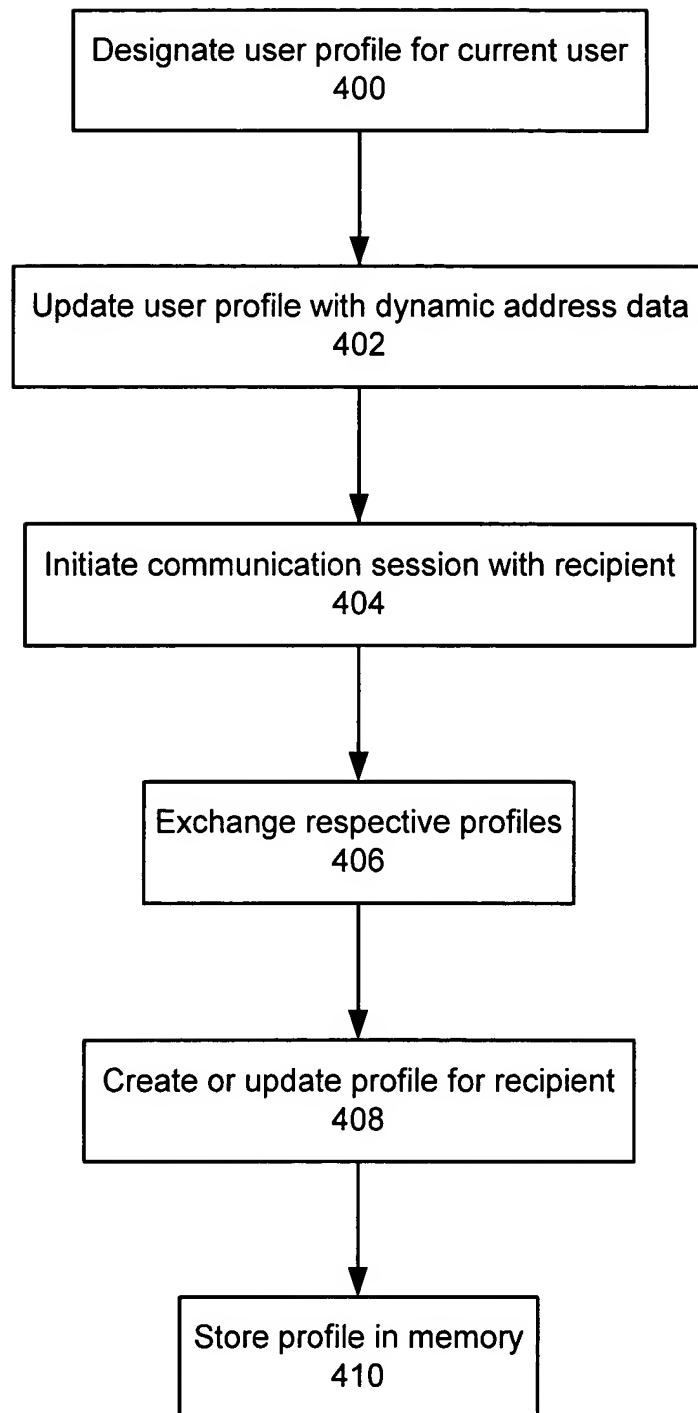 Designate user profile for current user
400
Update user profile with dynamic address data
402
Initiate communication session with recipient
404
Exchange respective profiles
406
Create or update profile for recipient
408
Store profile in memory
410